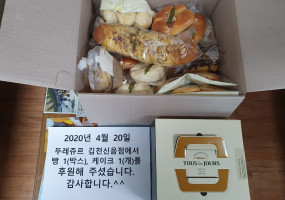 2020년 4월 20일
뚜레쥬르 김천신음점에서
빵 1(박스), 케이크 1(개)를
후원해 주셨습니다.
감사합니다.^^
TOUS les JOURS